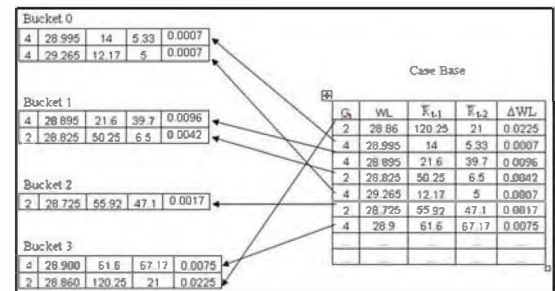 Bucket 0
4 28.995 14 5.33 0.0007
4 29.265 12.17 5 0.0007
Bucket 1
4 28.895 21.6 39.7 0.0096
2 28.825 50.25 6.5 0.0042
Bucket 2
2 28.725 55.92 47.1 0.0017
Bucket 3
4 28.900 61.6 67.17 0.0075
2 28.860 120.25 21 0.0225
Case Base
Gt WL R̅t-1 R̅t-2 ΔWL
2 28.86 120.25 21 0.0225
4 28.995 14 5.33 0.0007
4 28.895 21.6 39.7 0.0096
2 28.825 50.25 6.5 0.0042
4 29.265 12.17 5 0.0007
2 28.725 55.92 47.1 0.0017
4 28.9 61.6 67.17 0.0075